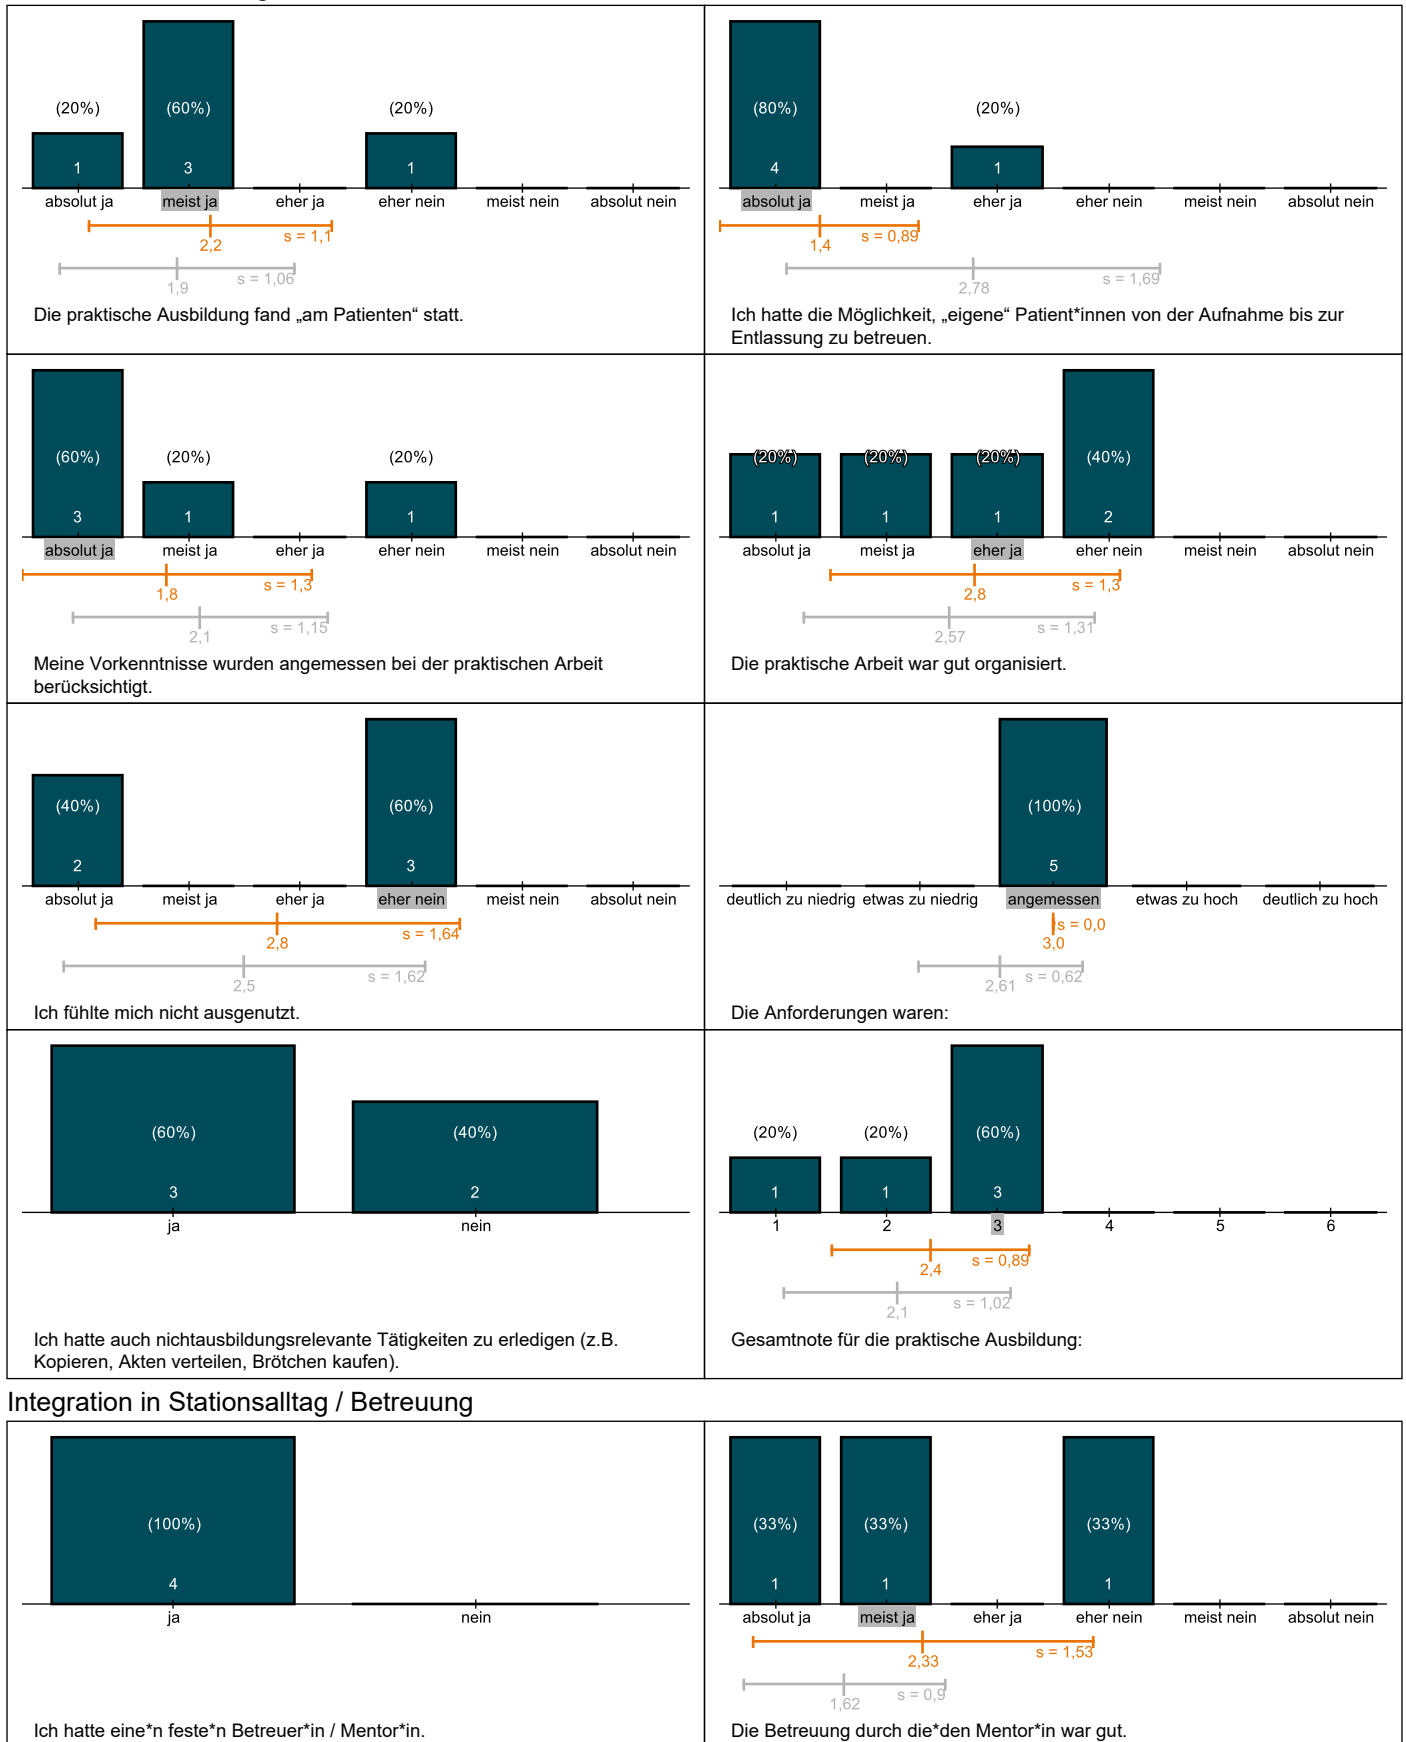 (20%) (60%) (20%)
1 3 1
absolut ja meist ja eher ja eher nein meist nein absolut nein
s = 1,1
2,2
s = 1,06
1,9
Die praktische Ausbildung fand „am Patienten“ statt.
(80%) (20%)
4 1
absolut ja meist ja eher ja eher nein meist nein absolut nein
s = 0,89
1,4
s = 1,69
2,78
Ich hatte die Möglichkeit, „eigene“ Patient*innen von der Aufnahme bis zur
Entlassung zu betreuen.
(60%) (20%) (20%)
3 1 1
absolut ja meist ja eher ja eher nein meist nein absolut nein
s = 1,3
1,8
s = 1,15
2,1
Meine Vorkenntnisse wurden angemessen bei der praktischen Arbeit
berücksichtigt.
(20%) (20%) (20%) (40%)
1 1 1 2
absolut ja meist ja eher ja eher nein meist nein absolut nein
s = 1,3
2,8
s = 1,31
2,57
Die praktische Arbeit war gut organisiert.
(40%) (60%)
2 3
absolut ja meist ja eher ja eher nein meist nein absolut nein
s = 1,64
2,8
s = 1,62
2,5
Ich fühlte mich nicht ausgenutzt.
(100%)
5
deutlich zu niedrig etwas zu niedrig angemessen etwas zu hoch deutlich zu hoch
s = 0,0
3,0
s = 0,62
2,61
Die Anforderungen waren:
(60%) (40%)
3 2
ja nein
Ich hatte auch nichtausbildungsrelevante Tätigkeiten zu erledigen (z.B.
Kopieren, Akten verteilen, Brötchen kaufen).
(20%) (20%) (60%)
1 1 3
1 2 3 4 5 6
s = 0,89
2,4
s = 1,02
2,1
Gesamtnote für die praktische Ausbildung:
Integration in Stationsalltag / Betreuung
(100%)
4
ja nein
Ich hatte eine*n feste*n Betreuer*in / Mentor*in.
(33%) (33%) (33%)
1 1 1
absolut ja meist ja eher ja eher nein meist nein absolut nein
s = 1,53
2,33
s = 0,9
1,62
Die Betreuung durch die*den Mentor*in war gut.